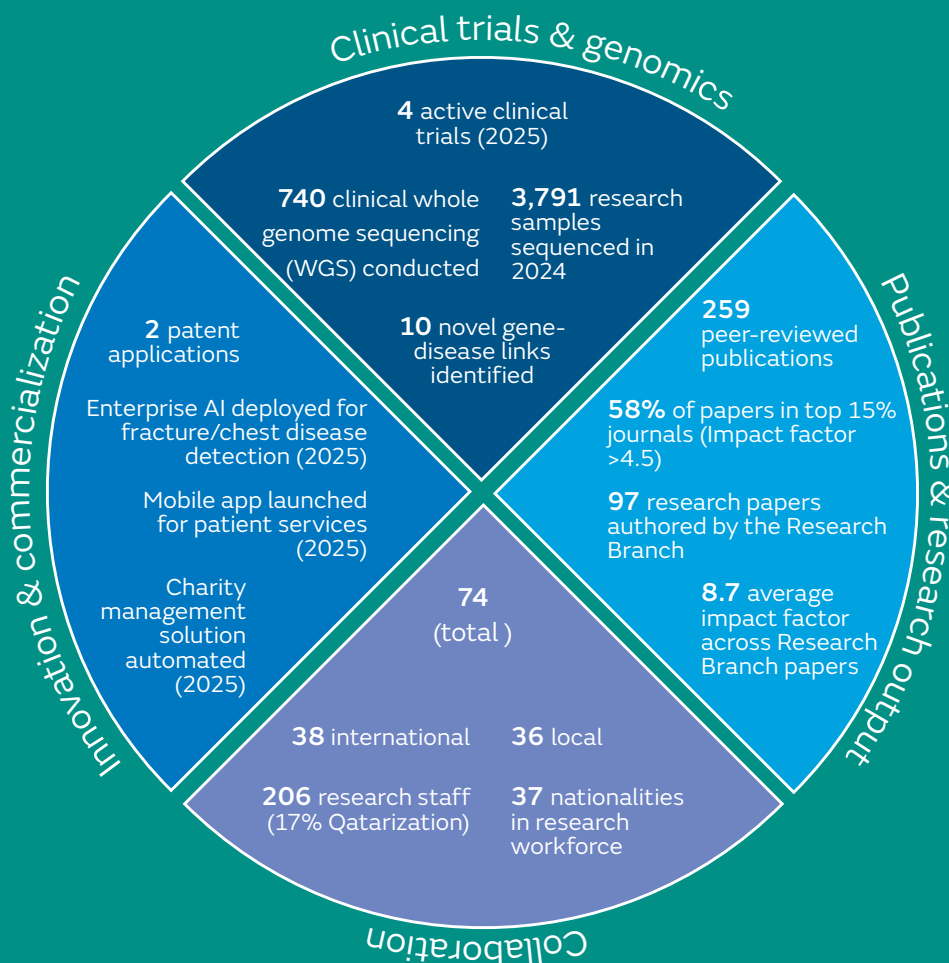 Clinical trials & genomics
4 active clinical
trials (2025)
740 clinical whole
genome sequencing
(WGS) conducted
3,791 research
samples
sequenced in
2024
10 novel gene-
disease links
identified
Publications & research output
259
peer-reviewed
publications
58% of papers in top 15%
journals (Impact factor
>4.5)
97 research papers
authored by the Research
Branch
8.7 average
impact factor
across Research
Branch papers
Collaboration
74
(total )
38 international
36 local
206 research staff
(17% Qatarization)
37 nationalities
in research
workforce
Innovation & commercialization
2 patent
applications
Enterprise AI deployed for
fracture/chest disease
detection (2025)
Mobile app launched
for patient services
(2025)
Charity
management
solution
automated
(2025)